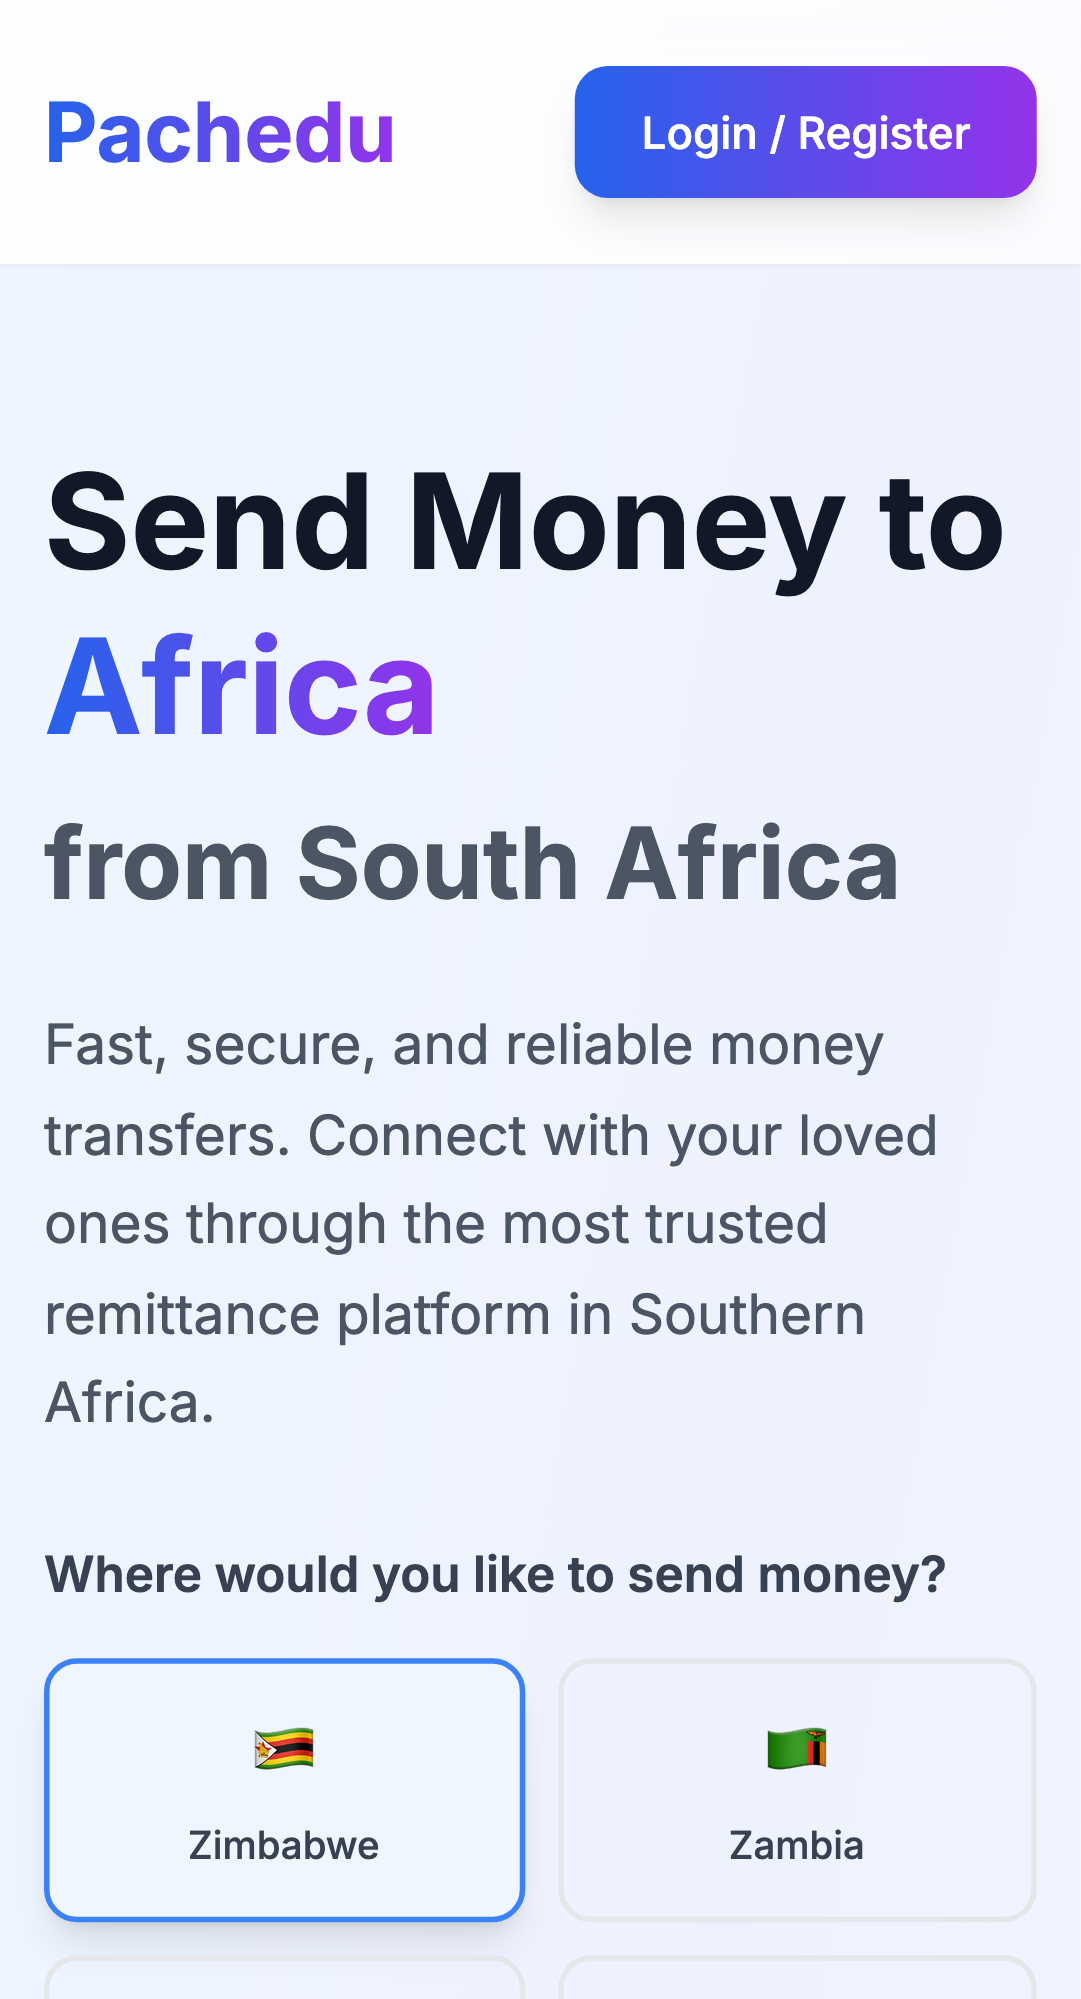 Pachedu
Login / Register
Send Money to
Africa
from South Africa
Fast, secure, and reliable money
transfers. Connect with your loved
ones through the most trusted
remittance platform in Southern
Africa.
Where would you like to send money?
Zimbabwe
Zambia